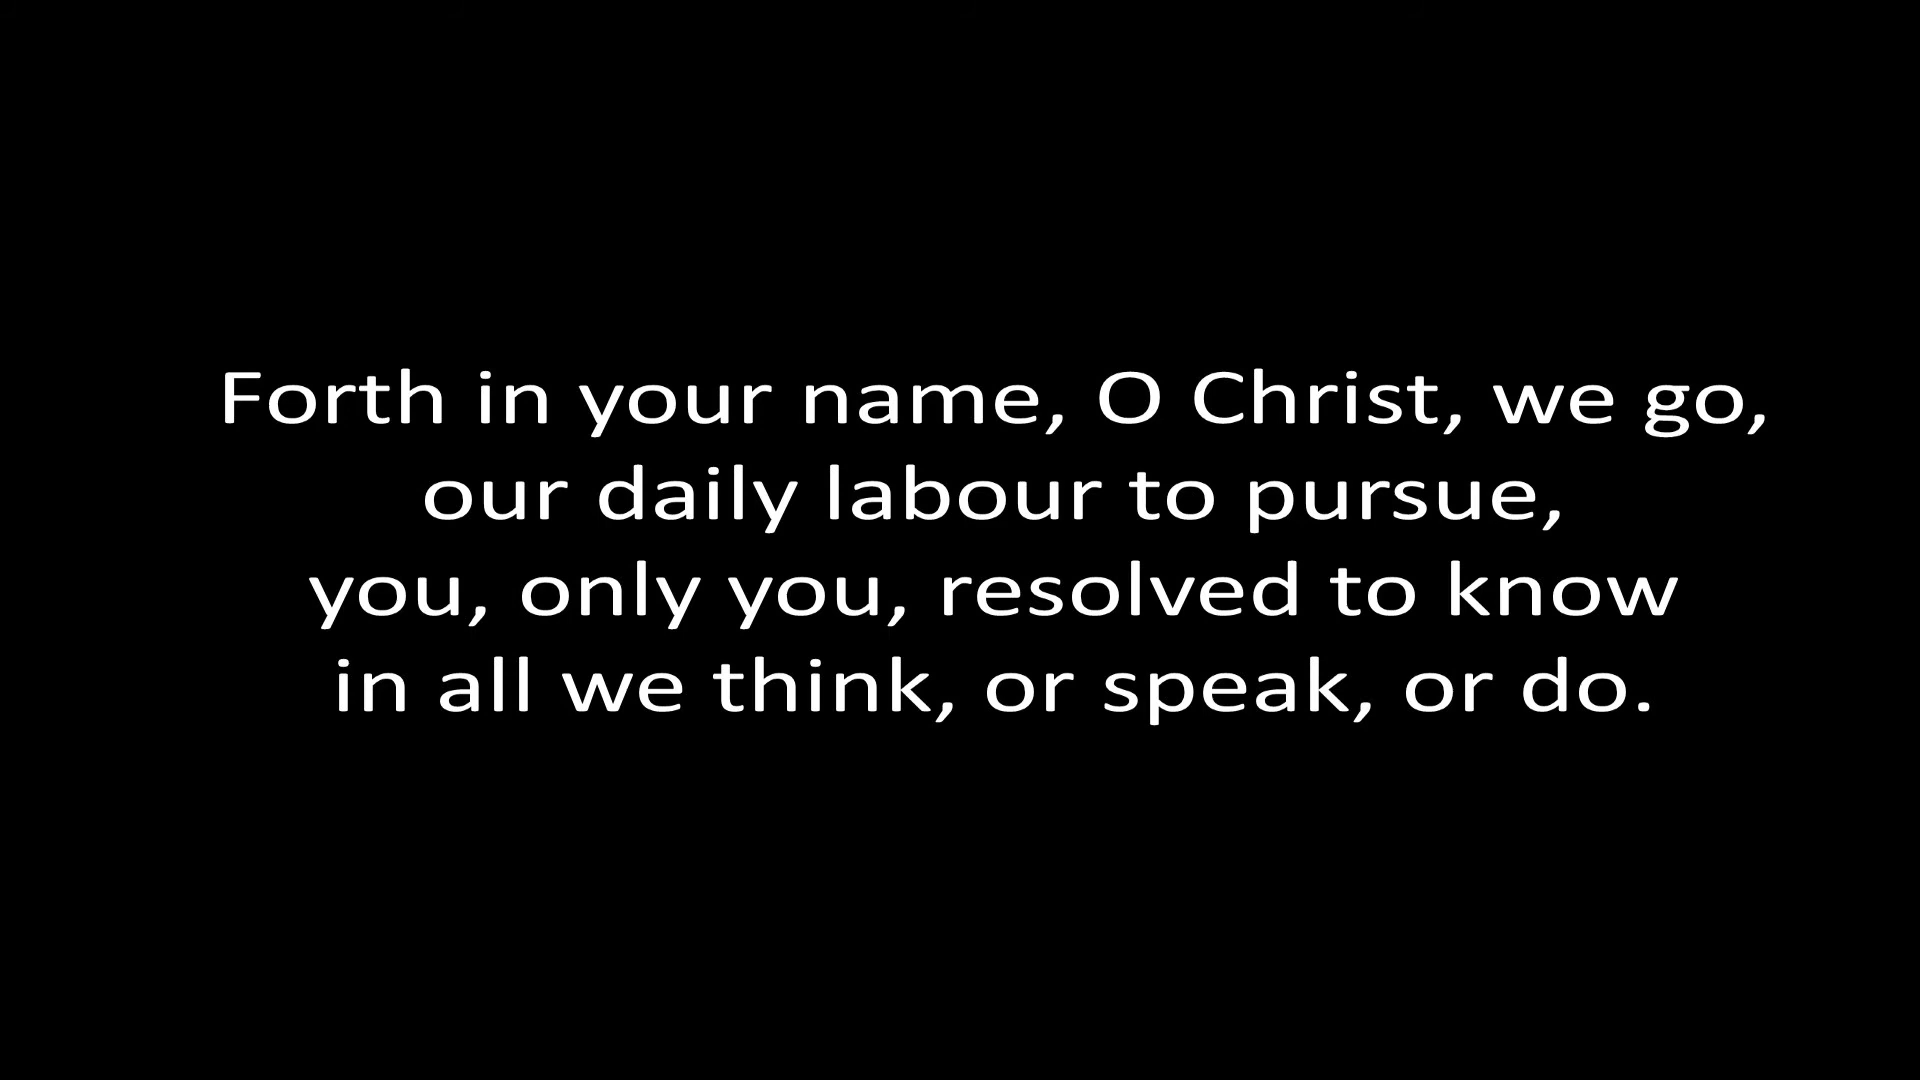 Forth in your name, O Christ, we go,
our daily labour to pursue,
you, only you, resolved to know
in all we think, or speak, or do.